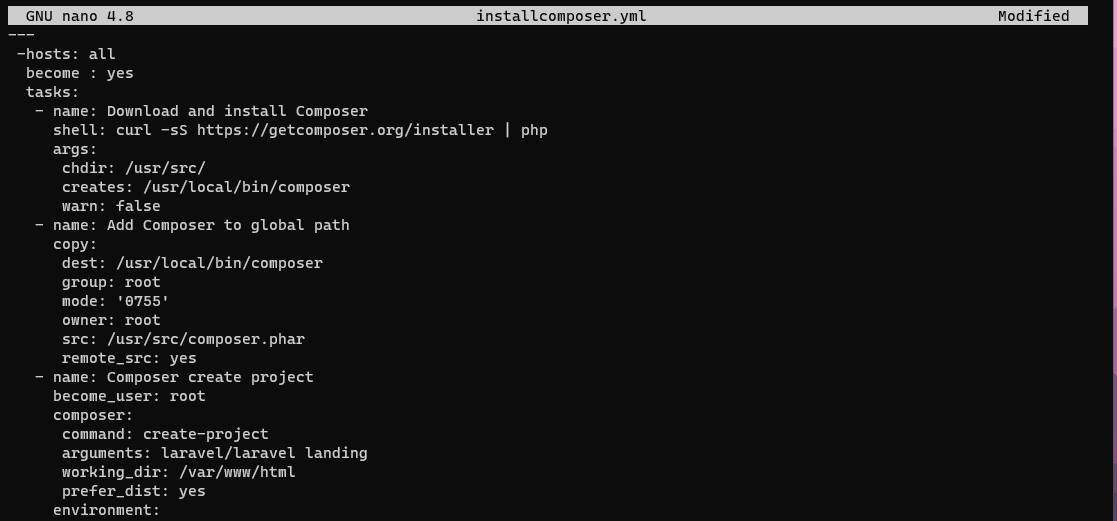 GNU nano 4.8 installcomposer.yml Modified
---
 -hosts: all
  become : yes
  tasks:
   - name: Download and install Composer
     shell: curl -sS https://getcomposer.org/installer | php
     args:
      chdir: /usr/src/
      creates: /usr/local/bin/composer
      warn: false
   - name: Add Composer to global path
     copy:
      dest: /usr/local/bin/composer
      group: root
      mode: '0755'
      owner: root
      src: /usr/src/composer.phar
      remote_src: yes
   - name: Composer create project
     become_user: root
     composer:
      command: create-project
      arguments: laravel/laravel landing
      working_dir: /var/www/html
      prefer_dist: yes
     environment: